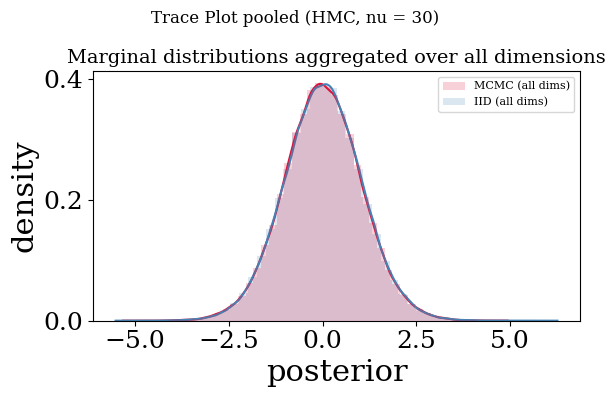 Trace Plot pooled (HMC, nu = 30)
Marginal distributions aggregated over all dimensions
MCMC (all dims)
IID (all dims)
density
0.4
0.2
0.0
−5.0 −2.5 0.0 2.5 5.0
posterior